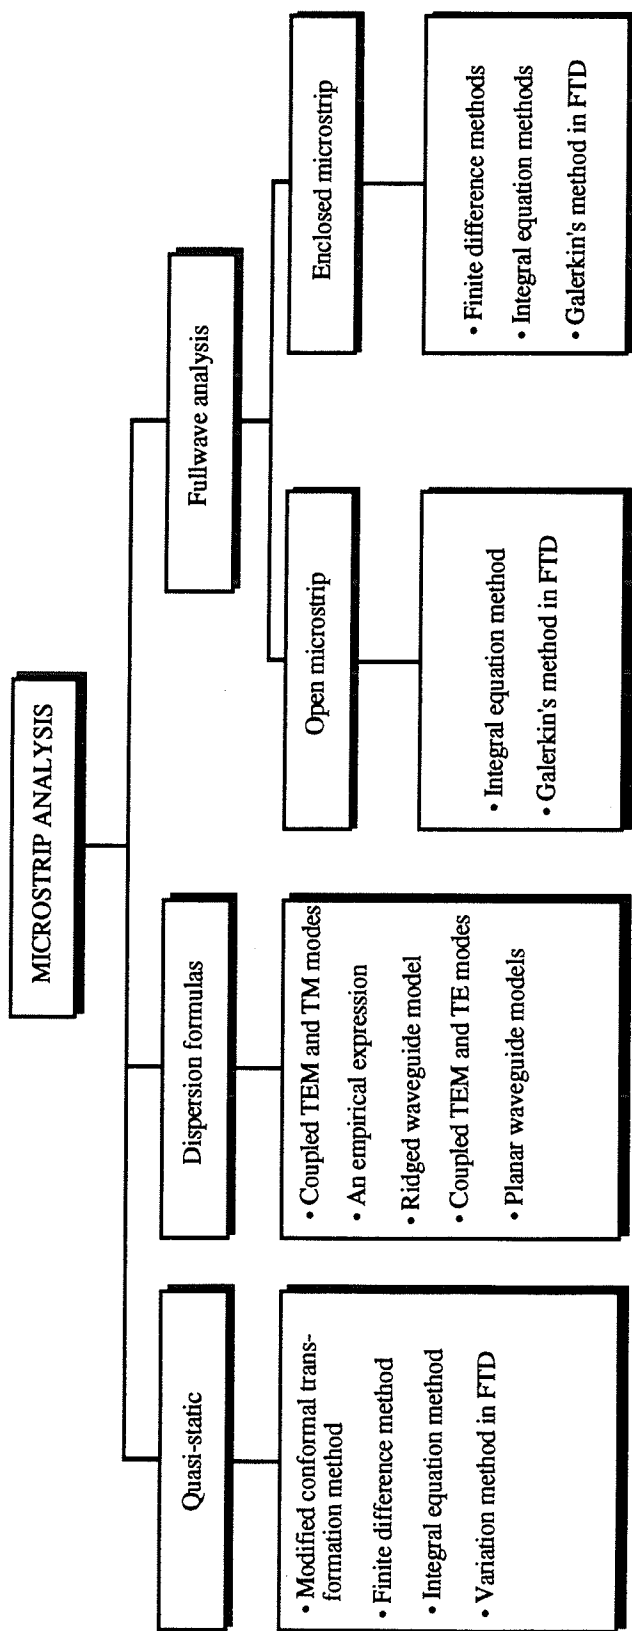 MICROSTRIP ANALYSIS
Quasi-static
• Modified conformal trans-
formation method
• Finite difference method
• Integral equation method
• Variation method in FTD
Dispersion formulas
• Coupled TEM and TM modes
• An empirical expression
• Ridged waveguide model
• Coupled TEM and TE modes
• Planar waveguide models
Fullwave analysis
Open microstrip
• Integral equation method
• Galerkin's method in FTD
Enclosed microstrip
• Finite difference methods
• Integral equation methods
• Galerkin's method in FTD